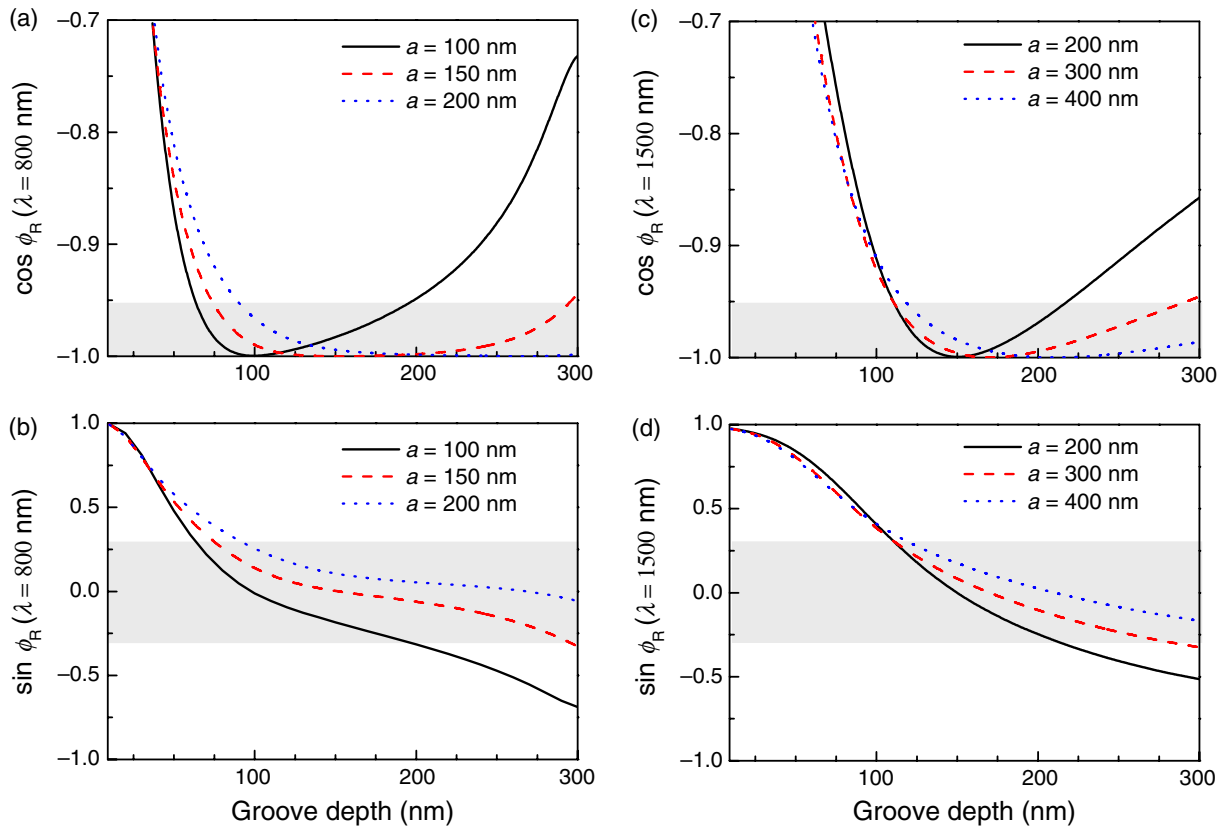 (a)
cos ϕR (λ = 800 nm)
−0.7
−0.8
−0.9
−1.0
a = 100 nm
a = 150 nm
a = 200 nm
100
200
300
(b)
sin ϕR (λ = 800 nm)
1.0
0.5
0.0
−0.5
−1.0
a = 100 nm
a = 150 nm
a = 200 nm
100
200
300
Groove depth (nm)
(c)
cos ϕR (λ = 1500 nm)
−0.7
−0.8
−0.9
−1.0
a = 200 nm
a = 300 nm
a = 400 nm
100
200
300
(d)
sin ϕR (λ = 1500 nm)
1.0
0.5
0.0
−0.5
−1.0
a = 200 nm
a = 300 nm
a = 400 nm
100
200
300
Groove depth (nm)